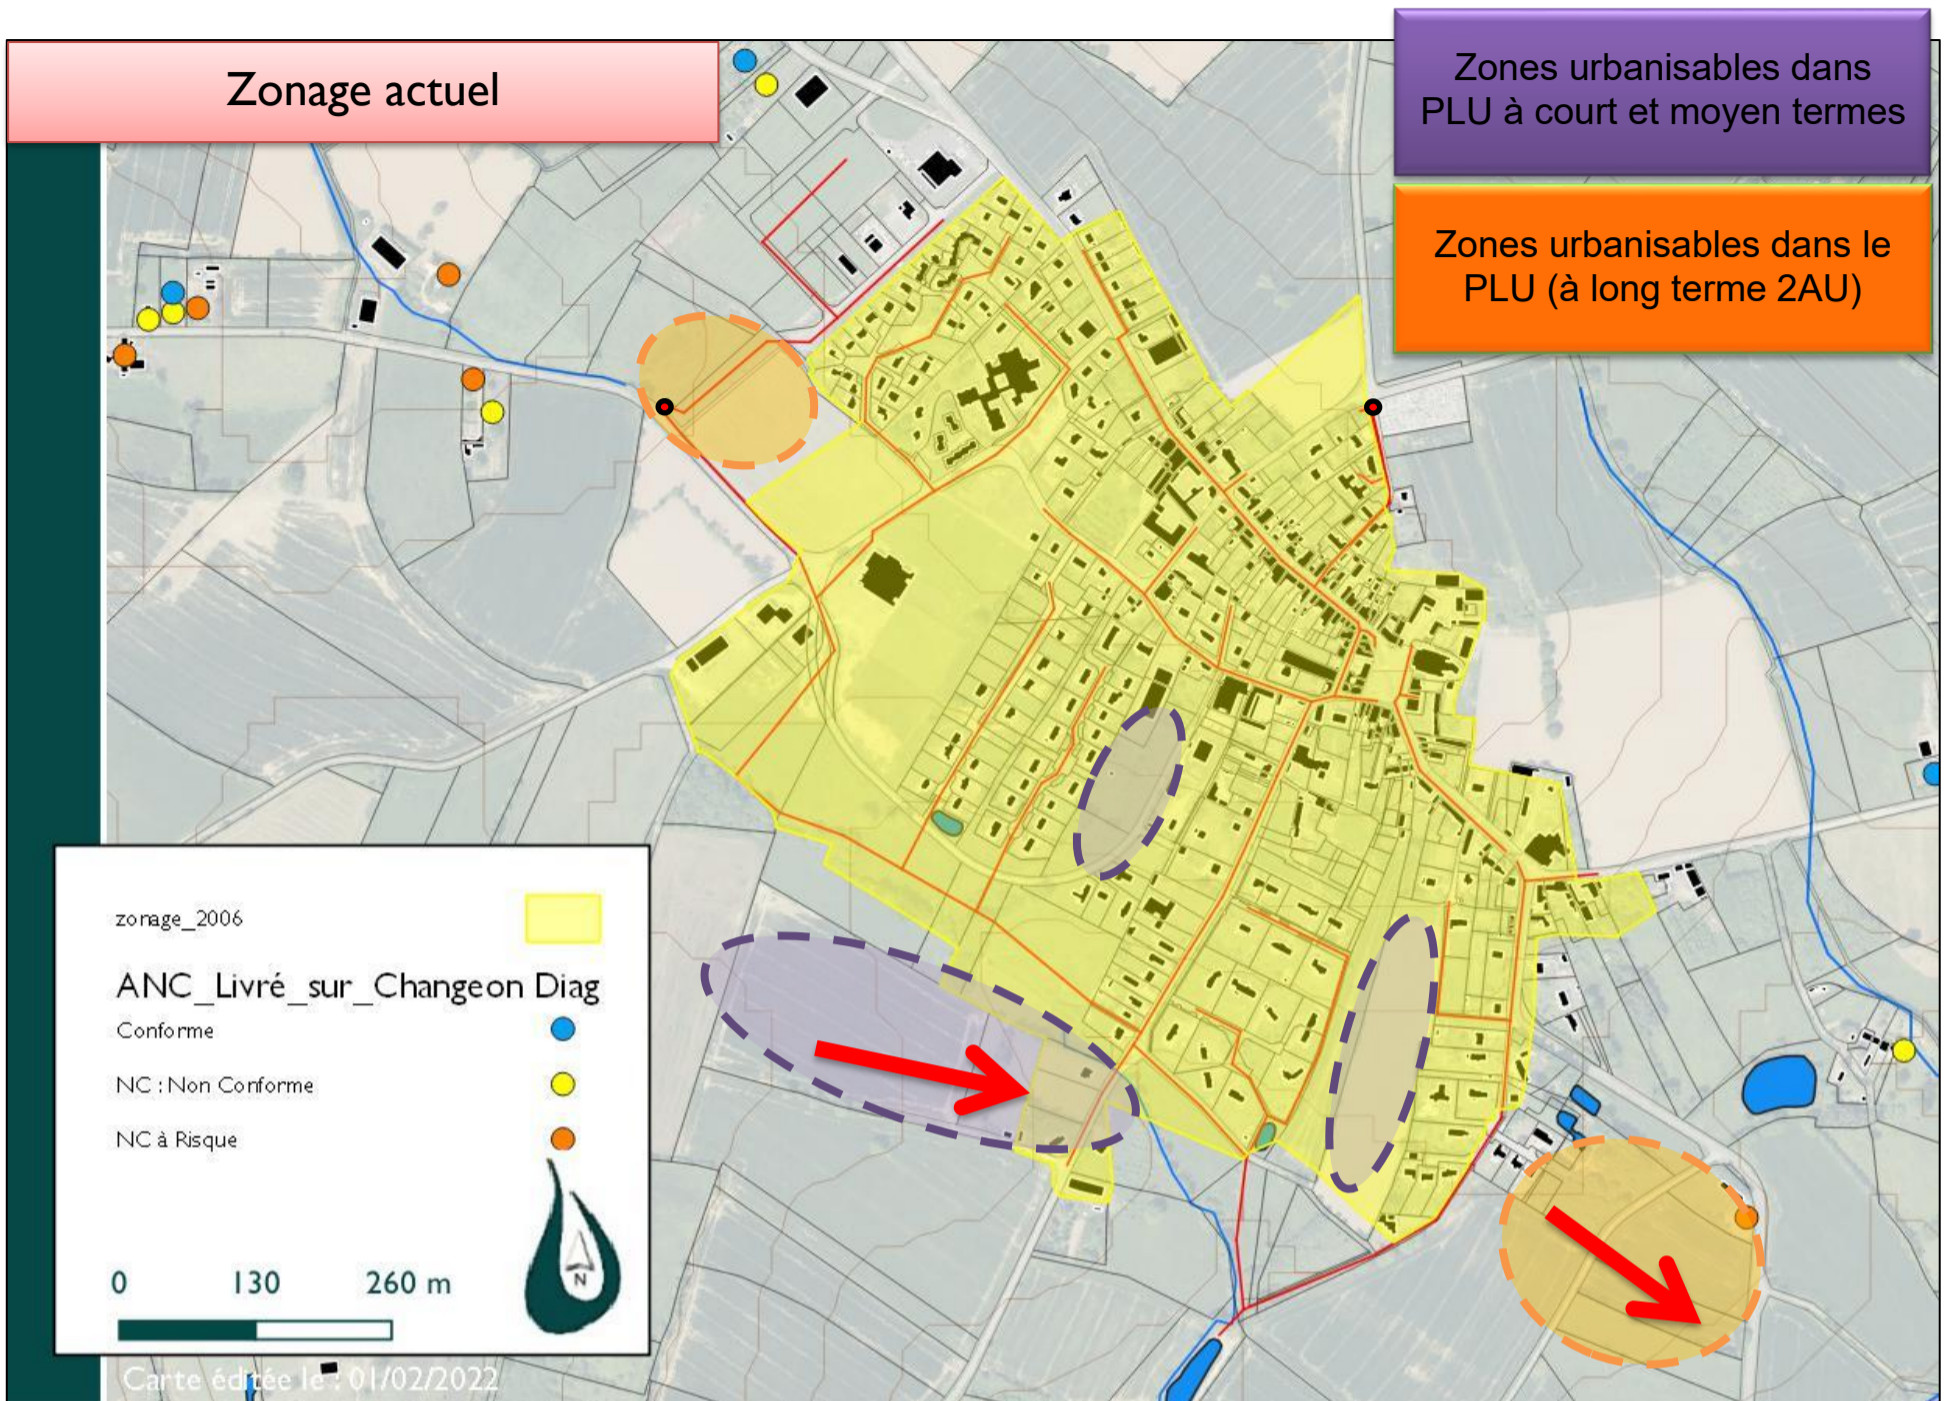 Zonage actuel
Zones urbanisables dans
PLU à court et moyen termes
Zones urbanisables dans le
PLU (à long terme 2AU)
zonage_2006
ANC_Livré_sur_Changeon Diag
Conforme
NC : Non Conforme
NC à Risque
0 130 260 m
N
Carte éditée le : 01/02/2022